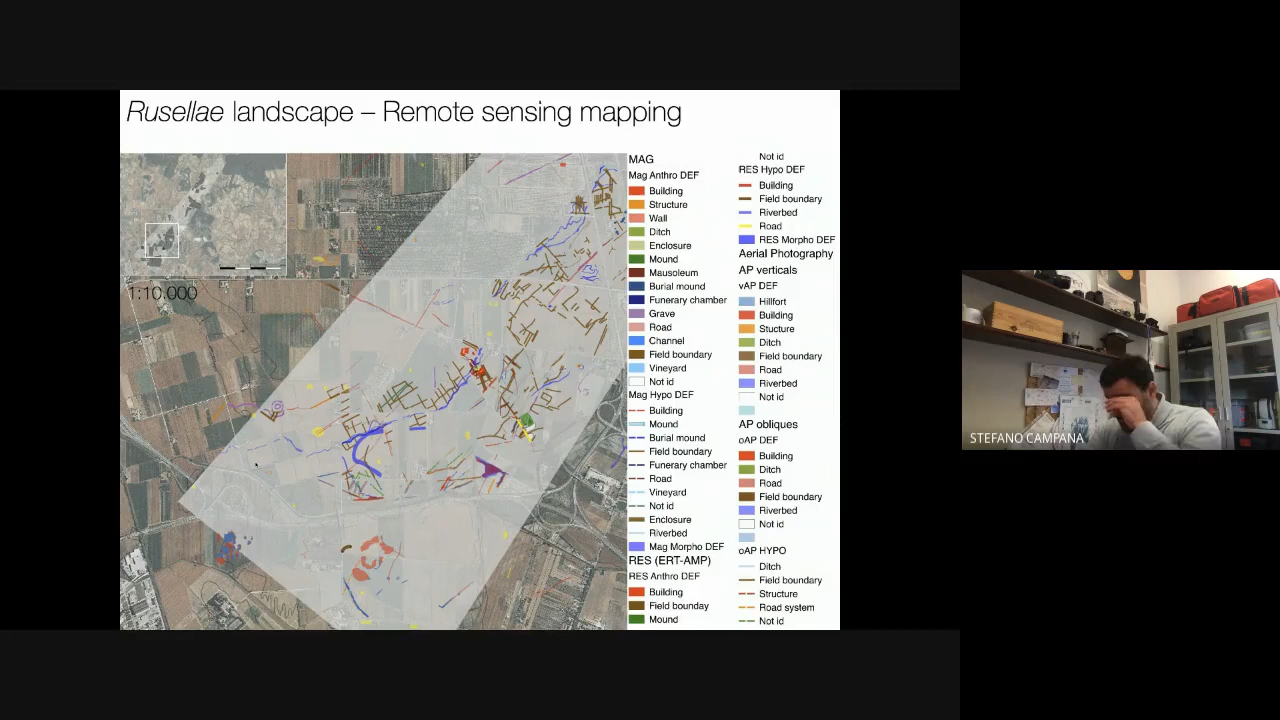 Rusellae landscape – Remote sensing mapping
1:10.000
MAG
Mag Anthro DEF
Building
Structure
Wall
Ditch
Enclosure
Mound
Mausoleum
Burial mound
Funerary chamber
Grave
Road
Channel
Field boundary
Vineyard
Not id
Mag Hypo DEF
Building
Mound
Burial mound
Field boundary
Funerary chamber
Road
Vineyard
Not id
Enclosure
Riverbed
Mag Morpho DEF
RES (ERT-AMP)
RES Anthro DEF
Building
Field bounday
Mound
Not id
RES Hypo DEF
Building
Field boundary
Riverbed
Road
RES Morpho DEF
Aerial Photography
AP verticals
vAP DEF
Hillfort
Building
Stucture
Ditch
Field boundary
Road
Riverbed
Not id
AP obliques
oAP DEF
Building
Ditch
Road
Field boundary
Riverbed
Not id
oAP HYPO
Ditch
Field boundary
Structure
Road system
Not id
STEFANO CAMPANA